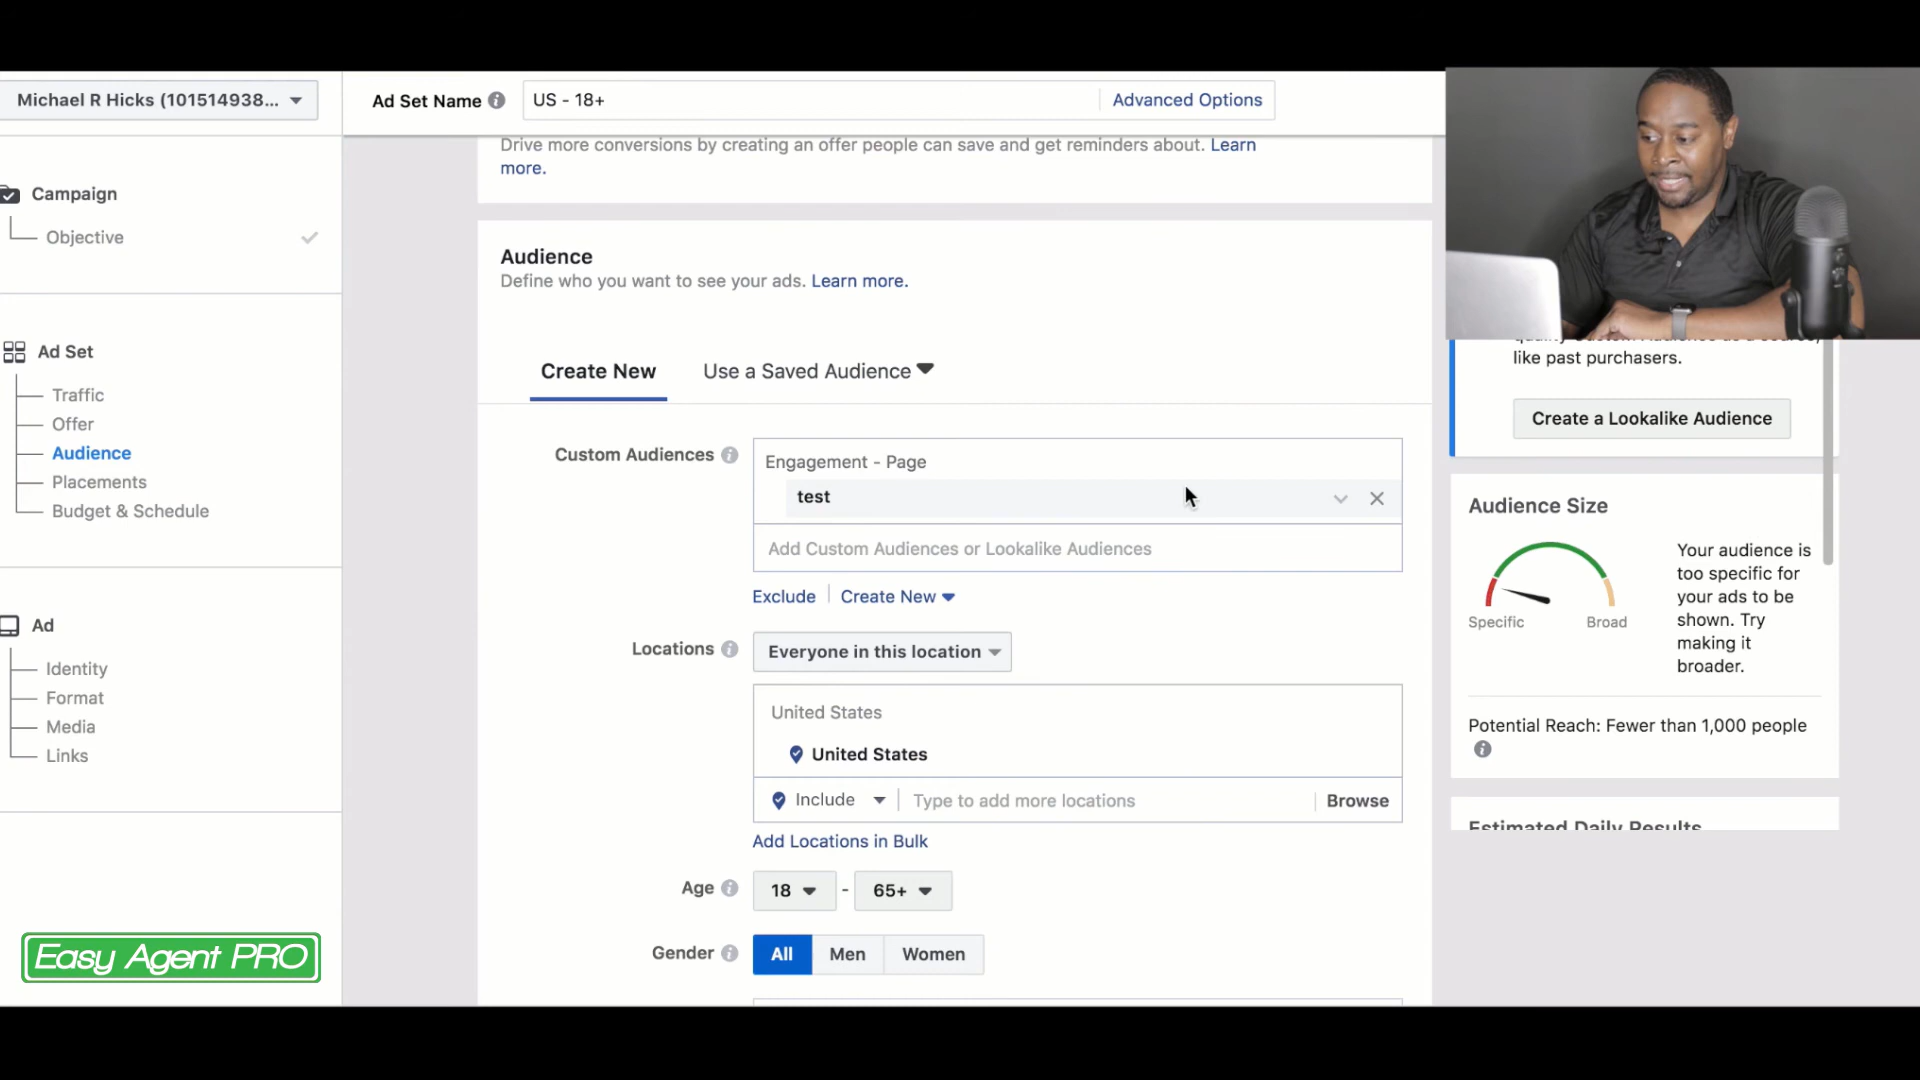 Michael R Hicks (101514938...
Ad Set Name
US - 18+
Advanced Options
Campaign
Objective
Ad Set
Traffic
Offer
Audience
Placements
Budget & Schedule
Ad
Identity
Format
Media
Links
Easy Agent PRO
Drive more conversions by creating an offer people can save and get reminders about. Learn
more.
Audience
Define who you want to see your ads. Learn more.
Create New
Use a Saved Audience
Custom Audiences
Engagement - Page
test
Add Custom Audiences or Lookalike Audiences
Exclude
Create New
Locations
Everyone in this location
United States
United States
Include
Type to add more locations
Browse
Add Locations in Bulk
Age
18
-
65+
Gender
All
Men
Women
like past purchasers.
Create a Lookalike Audience
Audience Size
Specific
Broad
Your audience is
too specific for
your ads to be
shown. Try
making it
broader.
Potential Reach: Fewer than 1,000 people
Estimated Daily Results